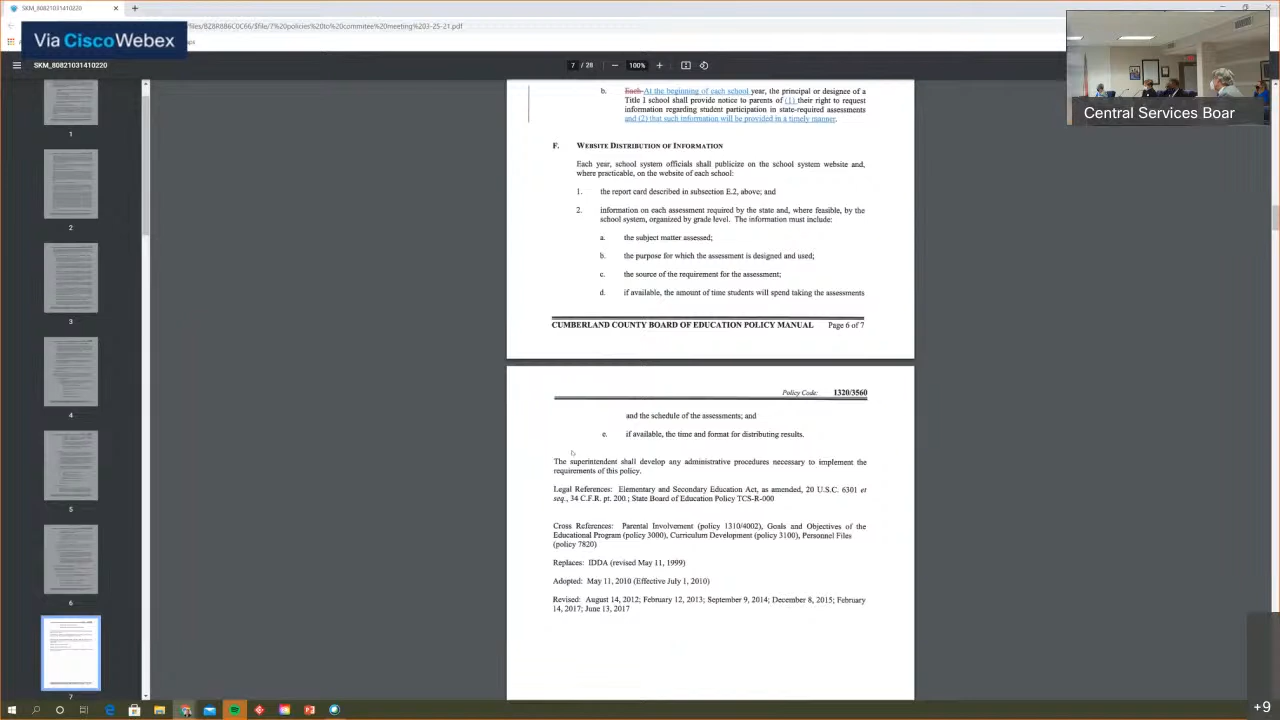 SKM_80821031410220
files/8Z8R8B6C0C66/$file/7%20policies%20to%20commitee%20meeting%203-25-21.pdf
Via Cisco Webex
SKM_80821031410220
7 / 28
100%
Central Services Boar
1
2
3
4
5
6
7
b. Each At the beginning of each school year, the principal or designee of a
Title I school shall provide notice to parents of (1) their right to request
information regarding student participation in state-required assessments
and (2) that such information will be provided in a timely manner.
F. WEBSITE DISTRIBUTION OF INFORMATION
Each year, school system officials shall publicize on the school system website and,
where practicable, on the website of each school:
1. the report card described in subsection E.2, above; and
2. information on each assessment required by the state and, where feasible, by the
school system, organized by grade level. The information must include:
a. the subject matter assessed;
b. the purpose for which the assessment is designed and used;
c. the source of the requirement for the assessment;
d. if available, the amount of time students will spend taking the assessments
CUMBERLAND COUNTY BOARD OF EDUCATION POLICY MANUAL Page 6 of 7
Policy Code: 1320/3560
and the schedule of the assessments; and
e. if available, the time and format for distributing results.
The superintendent shall develop any administrative procedures necessary to implement the
requirements of this policy.
Legal References: Elementary and Secondary Education Act, as amended, 20 U.S.C. 6301 et
seq., 34 C.F.R. pt. 200.; State Board of Education Policy TCS-R-000
Cross References: Parental Involvement (policy 1310/4002), Goals and Objectives of the
Educational Program (policy 3000), Curriculum Development (policy 3100), Personnel Files
(policy 7820)
Replaces: IDDA (revised May 11, 1999)
Adopted: May 11, 2010 (Effective July 1, 2010)
Revised: August 14, 2012; February 12, 2013; September 9, 2014; December 8, 2015; February
14, 2017; June 13, 2017
+9